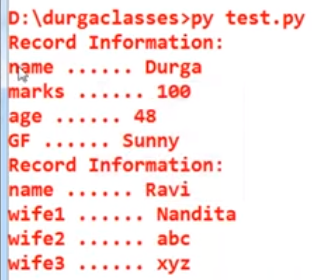 D:\durgaclasses>py test.py
Record Information:
name ...... Durga
marks ...... 100
age ...... 48
GF ...... Sunny
Record Information:
name ...... Ravi
wife1 ...... Nandita
wife2 ...... abc
wife3 ...... xyz